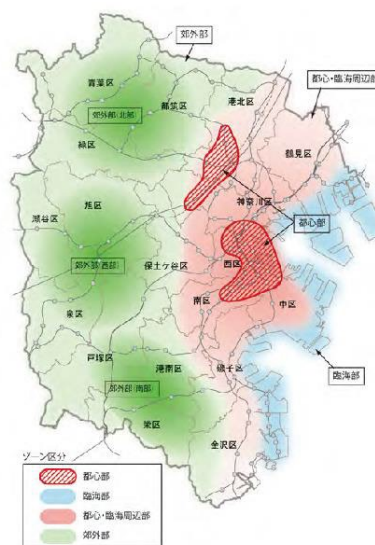 郊外部
青葉区
都筑区
港北区
都心・臨海周辺部
郊外部(北部)
鶴見区
緑区
神奈川区
旭区
瀬谷区
都心部
郊外部(西部)
保土ケ谷区
西区
泉区
南区
中区
戸塚区
港南区
磯子区
臨海部
郊外部(南部)
栄区
金沢区
ゾーン区分
都心部
臨海部
都心・臨海周辺部
郊外部